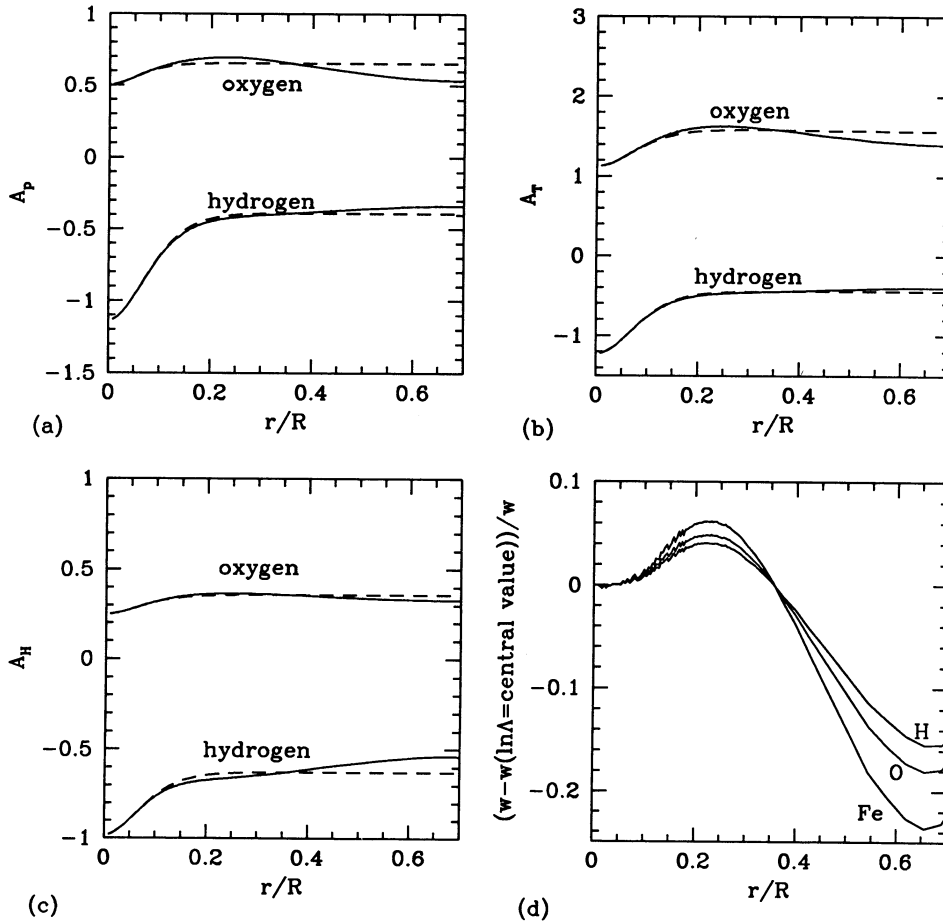 1
0.5
0
-0.5
-1
-1.5
A_p
oxygen
hydrogen
0
0.2
0.4
0.6
r/R
(a)
3
2
1
0
-1
A_T
oxygen
hydrogen
0
0.2
0.4
0.6
r/R
(b)
1
0.5
0
-0.5
-1
A_H
oxygen
hydrogen
0
0.2
0.4
0.6
r/R
(c)
0.1
0
-0.1
-0.2
(w-w(lnΛ=central value))/w
H
O
Fe
0
0.2
0.4
0.6
r/R
(d)